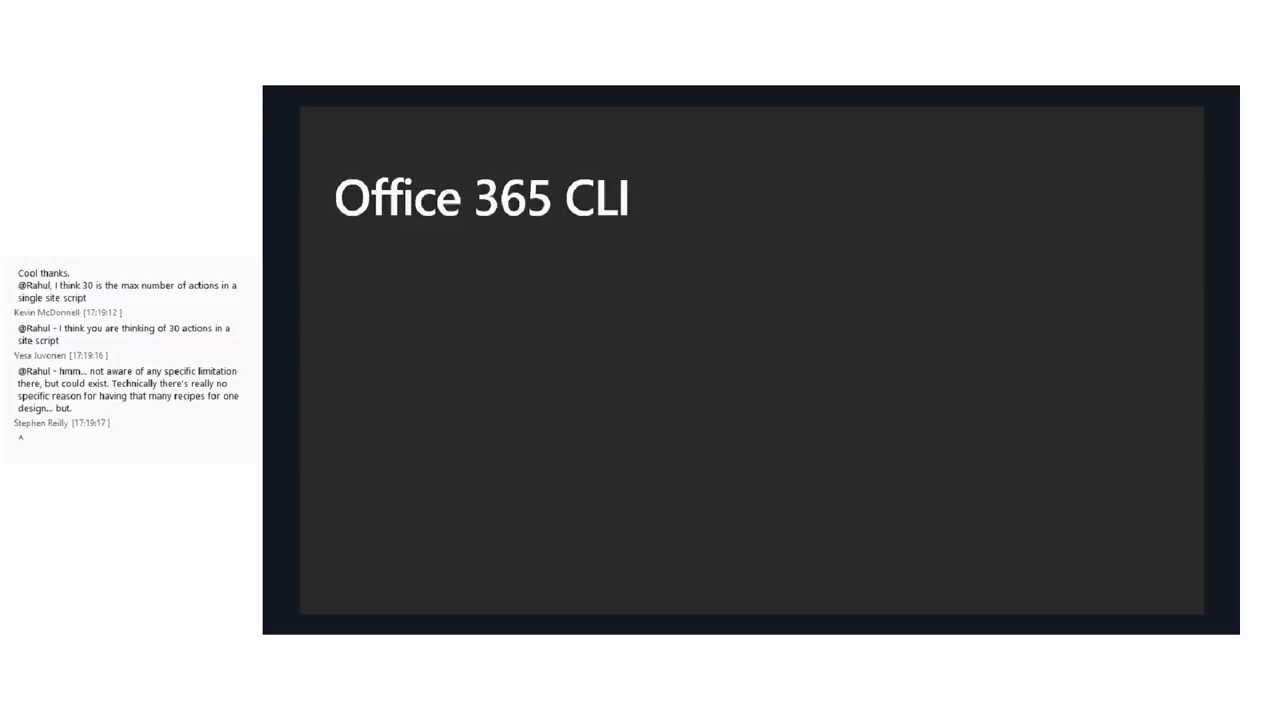 Cool thanks.
@Rahul, I think 30 is the max number of actions in a
single site script
Kevin McDonnell [17:19:12 ]
@Rahul - I think you are thinking of 30 actions in a
site script
Vesa Juvonen [17:19:16 ]
@Rahul - hmm... not aware of any specific limitation
there, but could exist. Technically there's really no
specific reason for having that many recipes for one
design... but.
Stephen Reilly [17:19:17 ]
^
Office 365 CLI